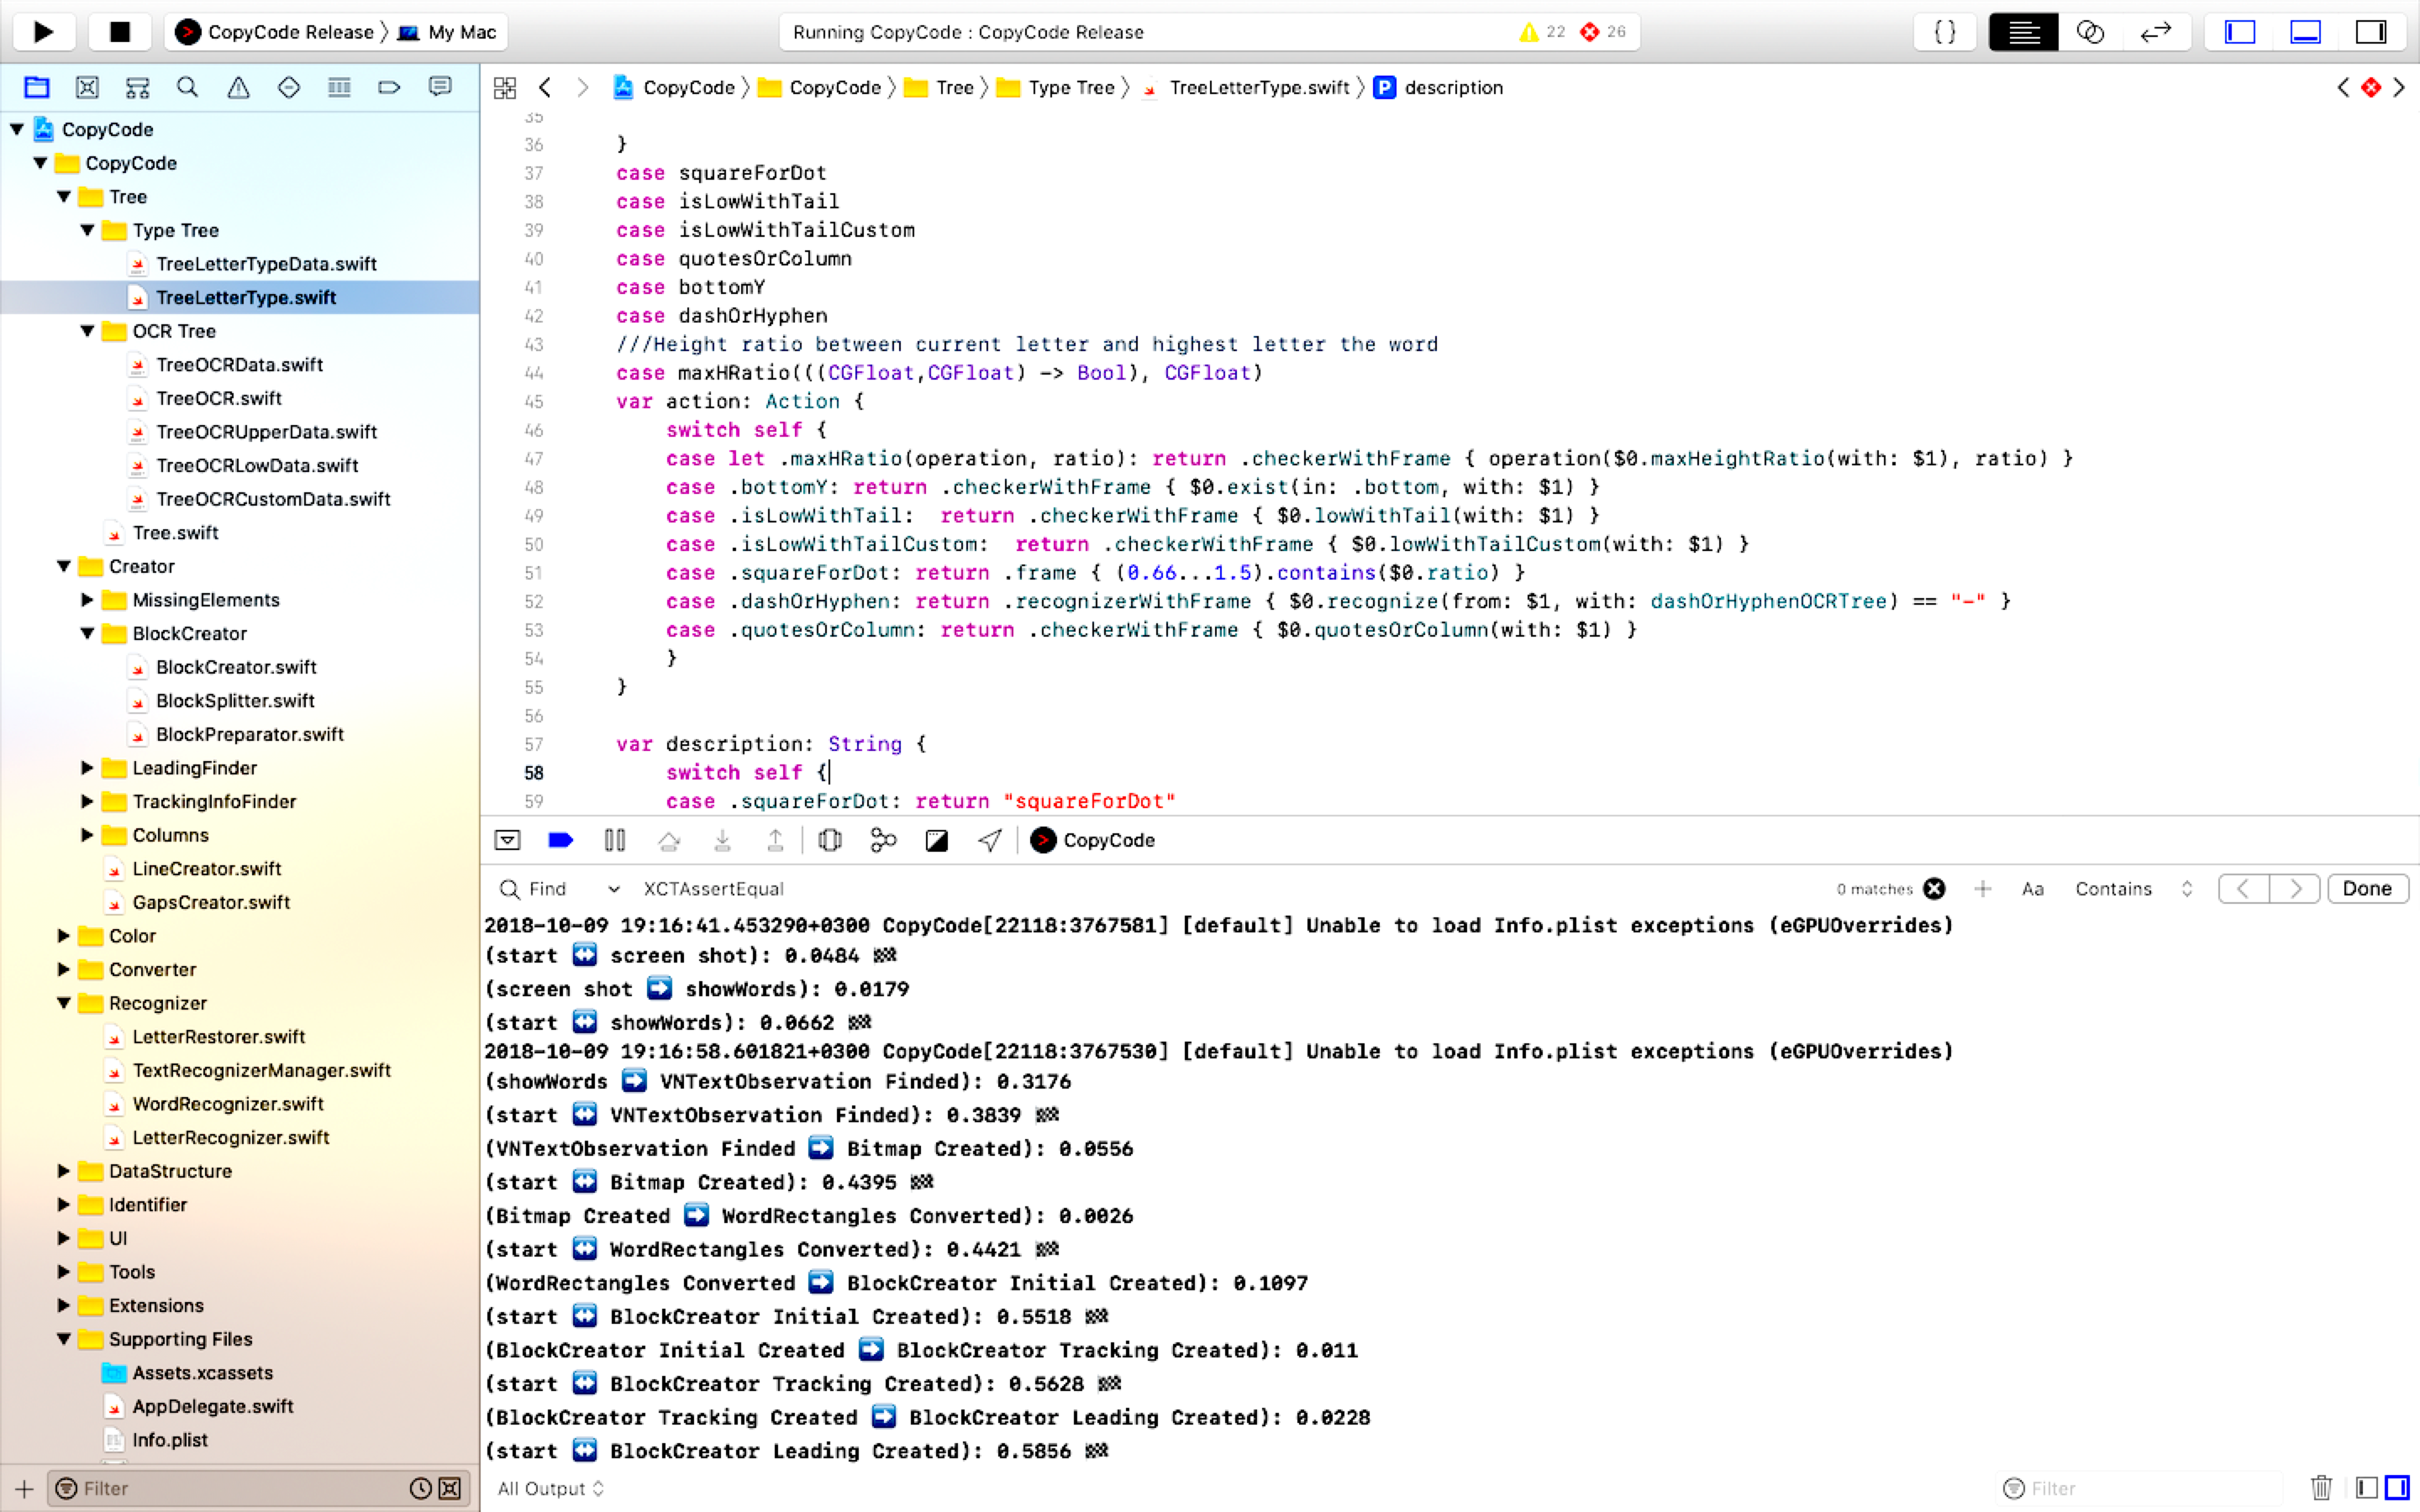 CopyCode Release 〉 My Mac
Running CopyCode : CopyCode Release
22 26
{ }
CopyCode 〉 CopyCode 〉 Tree 〉 Type Tree 〉 TreeLetterType.swift 〉 P description
CopyCode
CopyCode
Tree
Type Tree
TreeLetterTypeData.swift
TreeLetterType.swift
OCR Tree
TreeOCRData.swift
TreeOCR.swift
TreeOCRUpperData.swift
TreeOCRLowData.swift
TreeOCRCustomData.swift
Tree.swift
Creator
MissingElements
BlockCreator
BlockCreator.swift
BlockSplitter.swift
BlockPreparator.swift
LeadingFinder
TrackingInfoFinder
Columns
LineCreator.swift
GapsCreator.swift
Color
Converter
Recognizer
LetterRestorer.swift
TextRecognizerManager.swift
WordRecognizer.swift
LetterRecognizer.swift
DataStructure
Identifier
UI
Tools
Extensions
Supporting Files
Assets.xcassets
AppDelegate.swift
Info.plist
Filter
35
36 }
37 case squareForDot
38 case isLowWithTail
39 case isLowWithTailCustom
40 case quotesOrColumn
41 case bottomY
42 case dashOrHyphen
43 ///Height ratio between current letter and highest letter the word
44 case maxHRatio(((CGFloat,CGFloat) -> Bool), CGFloat)
45 var action: Action {
46 switch self {
47 case let .maxHRatio(operation, ratio): return .checkerWithFrame { operation($0.maxHeightRatio(with: $1), ratio) }
48 case .bottomY: return .checkerWithFrame { $0.exist(in: .bottom, with: $1) }
49 case .isLowWithTail:  return .checkerWithFrame { $0.lowWithTail(with: $1) }
50 case .isLowWithTailCustom:  return .checkerWithFrame { $0.lowWithTailCustom(with: $1) }
51 case .squareForDot: return .frame { (0.66...1.5).contains($0.ratio) }
52 case .dashOrHyphen: return .recognizerWithFrame { $0.recognize(from: $1, with: dashOrHyphenOCRTree) == "-" }
53 case .quotesOrColumn: return .checkerWithFrame { $0.quotesOrColumn(with: $1) }
54 }
55 }
56
57 var description: String {
58 switch self {
59 case .squareForDot: return "squareForDot"
CopyCode
Find XCTAssertEqual 0 matches Aa Contains Done
2018-10-09 19:16:41.453290+0300 CopyCode[22118:3767581] [default] Unable to load Info.plist exceptions (eGPUOverrides)
(start ↔️ screen shot): 0.0484 🏁
(screen shot ➡️ showWords): 0.0179
(start ↔️ showWords): 0.0662 🏁
2018-10-09 19:16:58.601821+0300 CopyCode[22118:3767530] [default] Unable to load Info.plist exceptions (eGPUOverrides)
(showWords ➡️ VNTextObservation Finded): 0.3176
(start ↔️ VNTextObservation Finded): 0.3839 🏁
(VNTextObservation Finded ➡️ Bitmap Created): 0.0556
(start ↔️ Bitmap Created): 0.4395 🏁
(Bitmap Created ➡️ WordRectangles Converted): 0.0026
(start ↔️ WordRectangles Converted): 0.4421 🏁
(WordRectangles Converted ➡️ BlockCreator Initial Created): 0.1097
(start ↔️ BlockCreator Initial Created): 0.5518 🏁
(BlockCreator Initial Created ➡️ BlockCreator Tracking Created): 0.011
(start ↔️ BlockCreator Tracking Created): 0.5628 🏁
(BlockCreator Tracking Created ➡️ BlockCreator Leading Created): 0.0228
(start ↔️ BlockCreator Leading Created): 0.5856 🏁
All Output
Filter